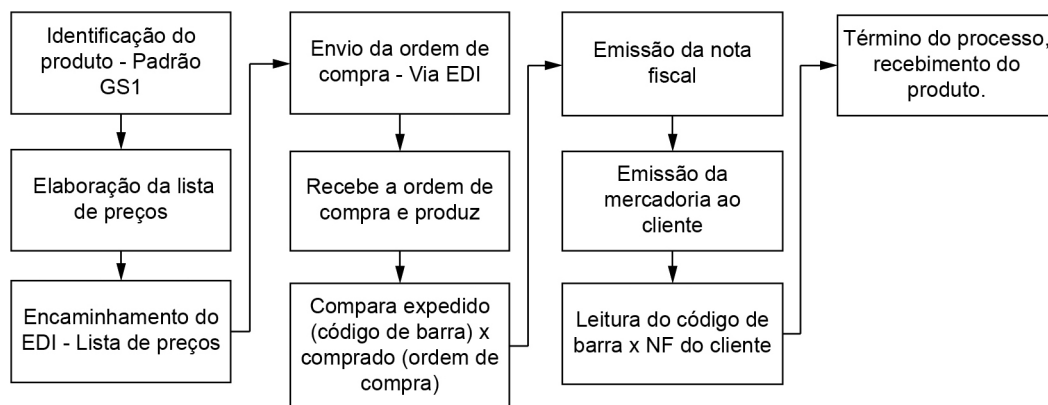 Identificação do
produto - Padrão
GS1
Elaboração da lista
de preços
Encaminhamento do
EDI - Lista de preços
Envio da ordem de
compra - Via EDI
Recebe a ordem de
compra e produz
Compara expedido
(código de barra) x
comprado (ordem de
compra)
Emissão da nota
fiscal
Emissão da
mercadoria ao
cliente
Leitura do código de
barra x NF do cliente
Término do processo,
recebimento do
produto.